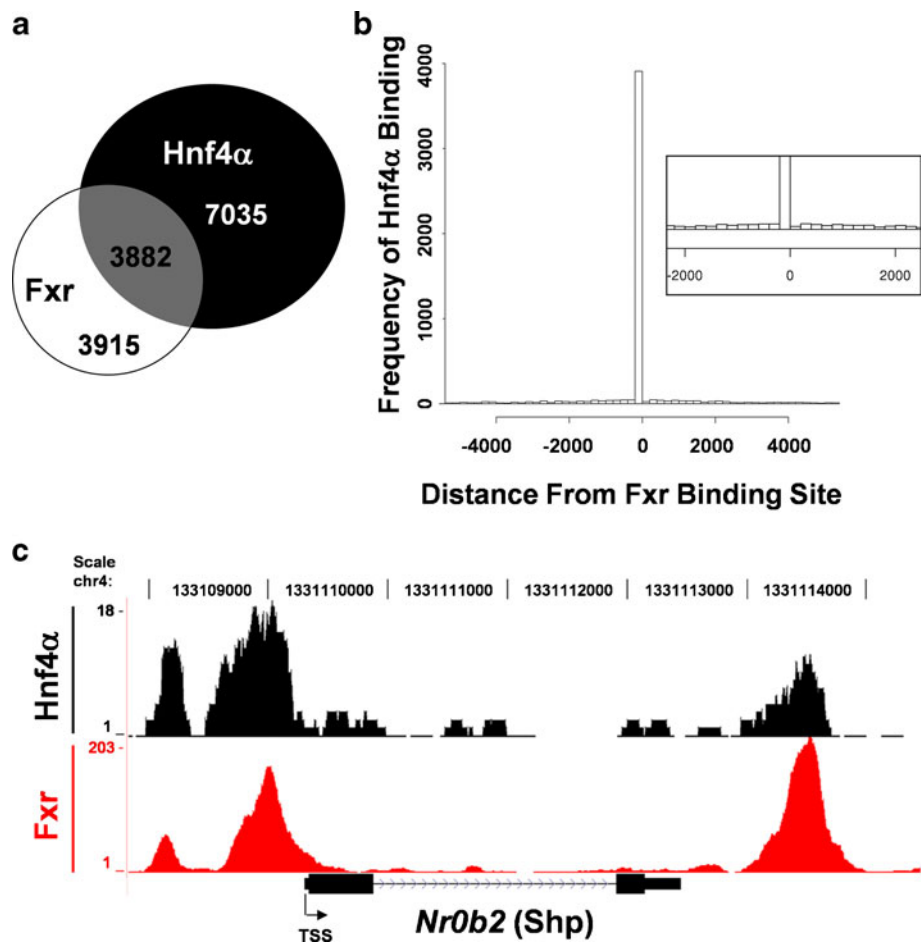 a
Hnf4α
7035
3882
Fxr
3915
b
Frequency of Hnf4α Binding
4000
3000
2000
1000
0
-4000 -2000 0 2000 4000
-2000 0 2000
Distance From Fxr Binding Site
c
Scale
chr4:
| 133109000 | 1331110000 | 1331111000 | 1331112000 | 1331113000 | 1331114000 |
Hnf4α
18
1
Fxr
203
1
TSS
Nr0b2 (Shp)